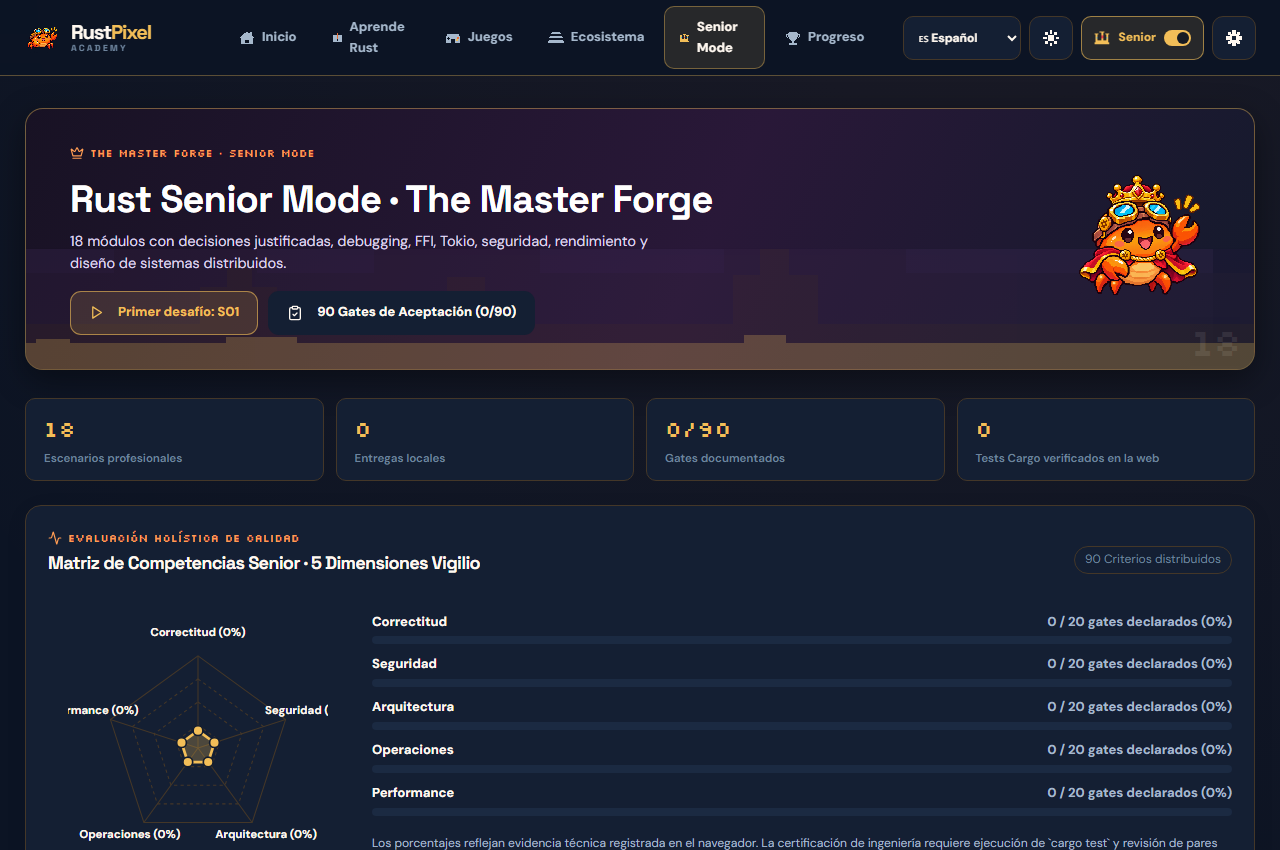 RustPixel
ACADEMY
Inicio
Aprende
Rust
Juegos
Ecosistema
Senior
Mode
Progreso
ES Español
Senior
THE MASTER FORGE · SENIOR MODE
Rust Senior Mode · The Master Forge
18 módulos con decisiones justificadas, debugging, FFI, Tokio, seguridad, rendimiento y
diseño de sistemas distribuidos.
Primer desafío: S01
90 Gates de Aceptación (0/90)
18
18
Escenarios profesionales
0
Entregas locales
0/90
Gates documentados
0
Tests Cargo verificados en la web
EVALUACIÓN HOLÍSTICA DE CALIDAD
Matriz de Competencias Senior · 5 Dimensiones Vigilio
90 Criterios distribuidos
Correctitud (0%)
rmance (0%)
Seguridad (
Operaciones (0%)
Arquitectura (0%)
Correctitud
0 / 20 gates declarados (0%)
Seguridad
0 / 20 gates declarados (0%)
Arquitectura
0 / 20 gates declarados (0%)
Operaciones
0 / 20 gates declarados (0%)
Performance
0 / 20 gates declarados (0%)
Los porcentajes reflejan evidencia técnica registrada en el navegador. La certificación de ingeniería requiere ejecución de `cargo test` y revisión de pares